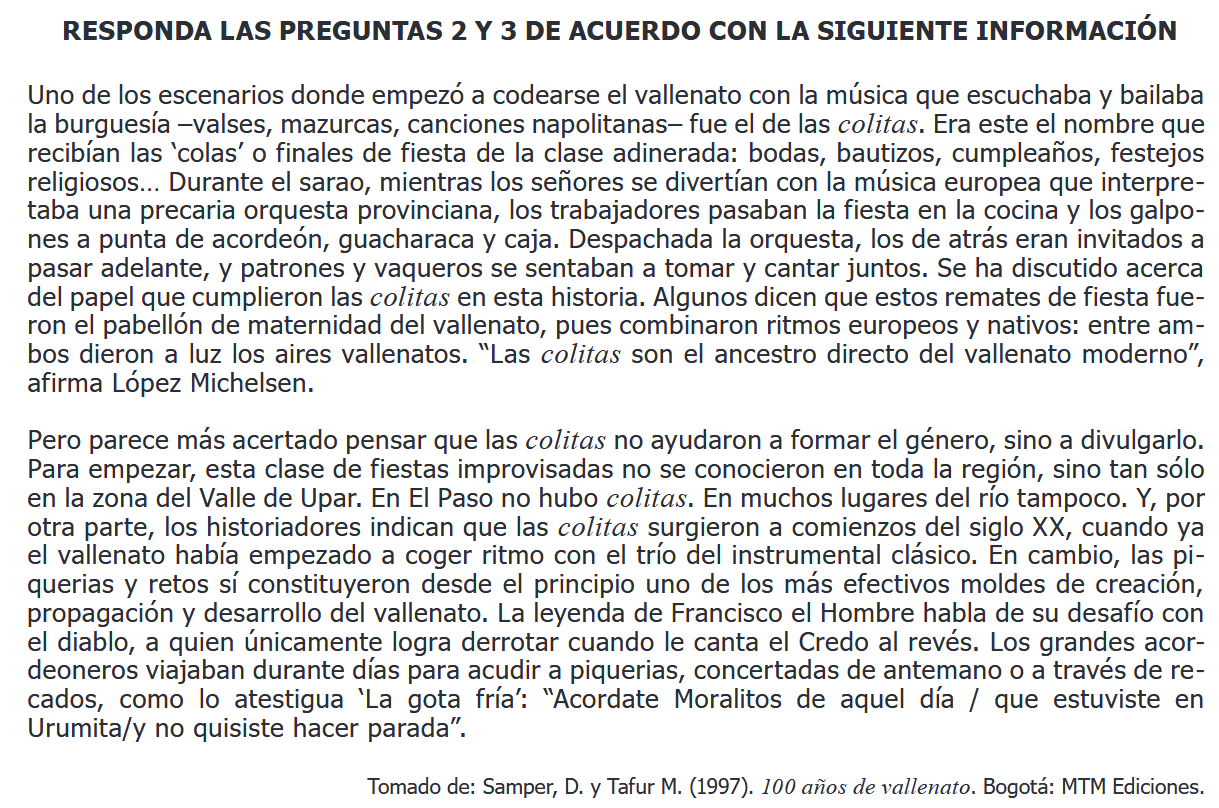 RESPONDA LAS PREGUNTAS 2 Y 3 DE ACUERDO CON LA SIGUIENTE INFORMACIÓN
Uno de los escenarios donde empezó a codearse el vallenato con la música que escuchaba y bailaba
la burguesía –valses, mazurcas, canciones napolitanas– fue el de las colitas. Era este el nombre que
recibían las ‘colas’ o finales de fiesta de la clase adinerada: bodas, bautizos, cumpleaños, festejos
religiosos… Durante el sarao, mientras los señores se divertían con la música europea que interpre-
taba una precaria orquesta provinciana, los trabajadores pasaban la fiesta en la cocina y los galpo-
nes a punta de acordeón, guacharaca y caja. Despachada la orquesta, los de atrás eran invitados a
pasar adelante, y patrones y vaqueros se sentaban a tomar y cantar juntos. Se ha discutido acerca
del papel que cumplieron las colitas en esta historia. Algunos dicen que estos remates de fiesta fue-
ron el pabellón de maternidad del vallenato, pues combinaron ritmos europeos y nativos: entre am-
bos dieron a luz los aires vallenatos. “Las colitas son el ancestro directo del vallenato moderno”,
afirma López Michelsen.
Pero parece más acertado pensar que las colitas no ayudaron a formar el género, sino a divulgarlo.
Para empezar, esta clase de fiestas improvisadas no se conocieron en toda la región, sino tan sólo
en la zona del Valle de Upar. En El Paso no hubo colitas. En muchos lugares del río tampoco. Y, por
otra parte, los historiadores indican que las colitas surgieron a comienzos del siglo XX, cuando ya
el vallenato había empezado a coger ritmo con el trío del instrumental clásico. En cambio, las pi-
querias y retos sí constituyeron desde el principio uno de los más efectivos moldes de creación,
propagación y desarrollo del vallenato. La leyenda de Francisco el Hombre habla de su desafío con
el diablo, a quien únicamente logra derrotar cuando le canta el Credo al revés. Los grandes acor-
deoneros viajaban durante días para acudir a piquerias, concertadas de antemano o a través de re-
cados, como lo atestigua ‘La gota fría’: “Acordate Moralitos de aquel día / que estuviste en
Urumita/y no quisiste hacer parada”.
Tomado de: Samper, D. y Tafur M. (1997). 100 años de vallenato. Bogotá: MTM Ediciones.